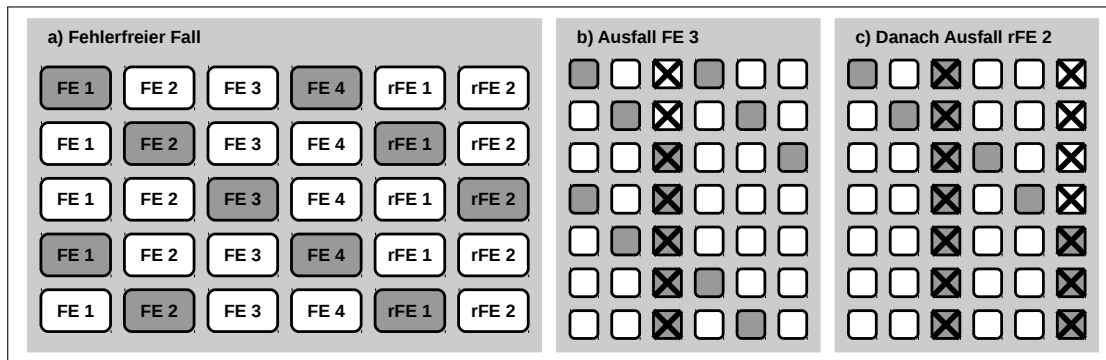 a) Fehlerfreier Fall
FE 1 FE 2 FE 3 FE 4 rFE 1 rFE 2
FE 1 FE 2 FE 3 FE 4 rFE 1 rFE 2
FE 1 FE 2 FE 3 FE 4 rFE 1 rFE 2
FE 1 FE 2 FE 3 FE 4 rFE 1 rFE 2
FE 1 FE 2 FE 3 FE 4 rFE 1 rFE 2
b) Ausfall FE 3
c) Danach Ausfall rFE 2